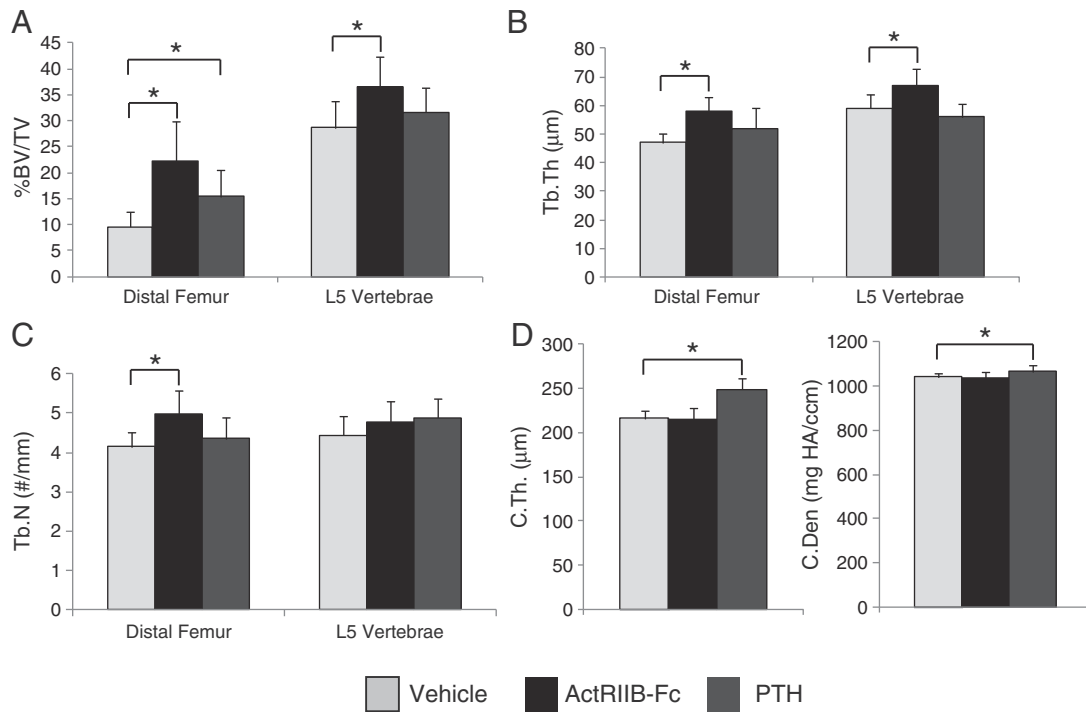 A
*
*
*
45
40
35
30
25
20
15
10
5
0
%BV/TV
Distal Femur
L5 Vertebrae
B
*
*
80
70
60
50
40
30
20
10
0
Tb.Th (μm)
Distal Femur
L5 Vertebrae
C
*
6
5
4
3
2
1
0
Tb.N (#/mm)
Distal Femur
L5 Vertebrae
D
*
300
250
200
150
100
50
0
C.Th. (μm)
*
1200
1000
800
600
400
200
0
C.Den (mg HA/ccm)
Vehicle
ActRIIB-Fc
PTH